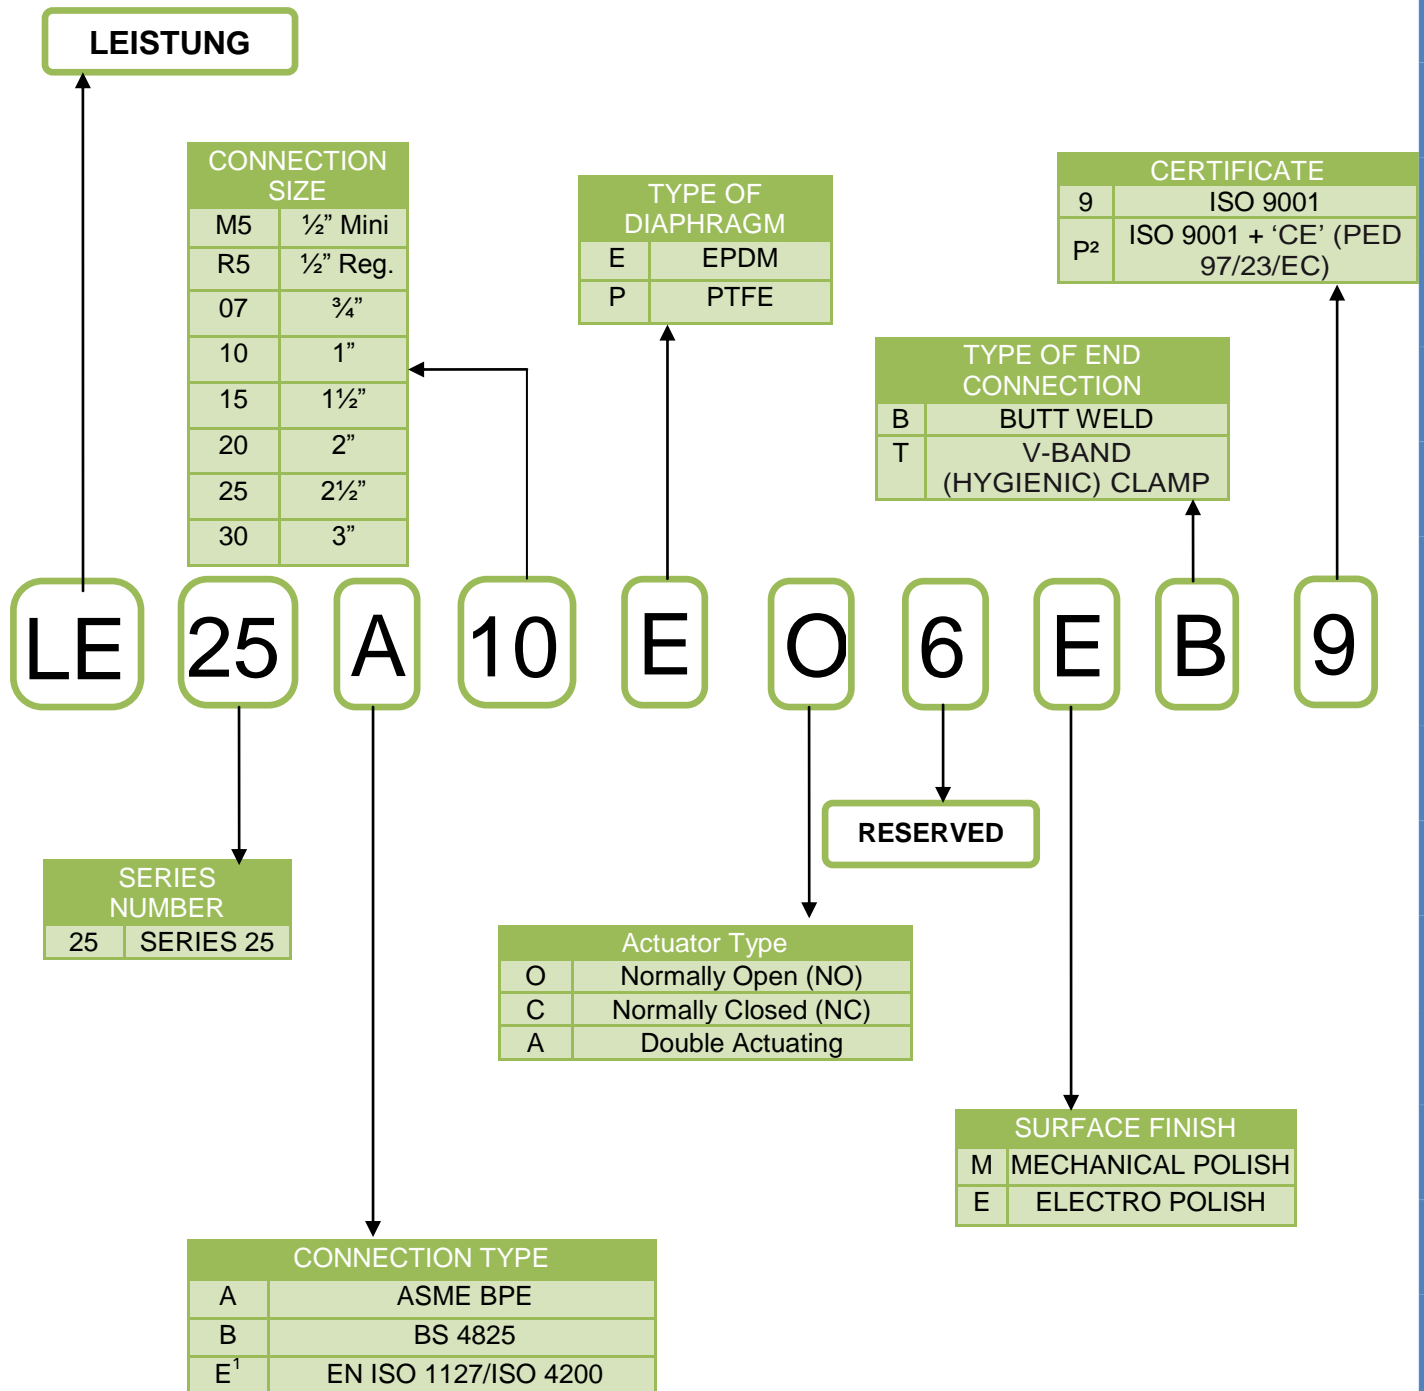 LEISTUNG
CONNECTION
SIZE
M5 ½” Mini
R5 ½” Reg.
07 ¾”
10 1”
15 1½”
20 2”
25 2½”
30 3”
TYPE OF
DIAPHRAGM
E EPDM
P PTFE
CERTIFICATE
9 ISO 9001
P² ISO 9001 + ‘CE’ (PED
97/23/EC)
TYPE OF END
CONNECTION
B BUTT WELD
T V-BAND
(HYGIENIC) CLAMP
LE 25 A 10 E O 6 E B 9
RESERVED
SERIES
NUMBER
25 SERIES 25
Actuator Type
O Normally Open (NO)
C Normally Closed (NC)
A Double Actuating
SURFACE FINISH
M MECHANICAL POLISH
E ELECTRO POLISH
CONNECTION TYPE
A ASME BPE
B BS 4825
E¹ EN ISO 1127/ISO 4200